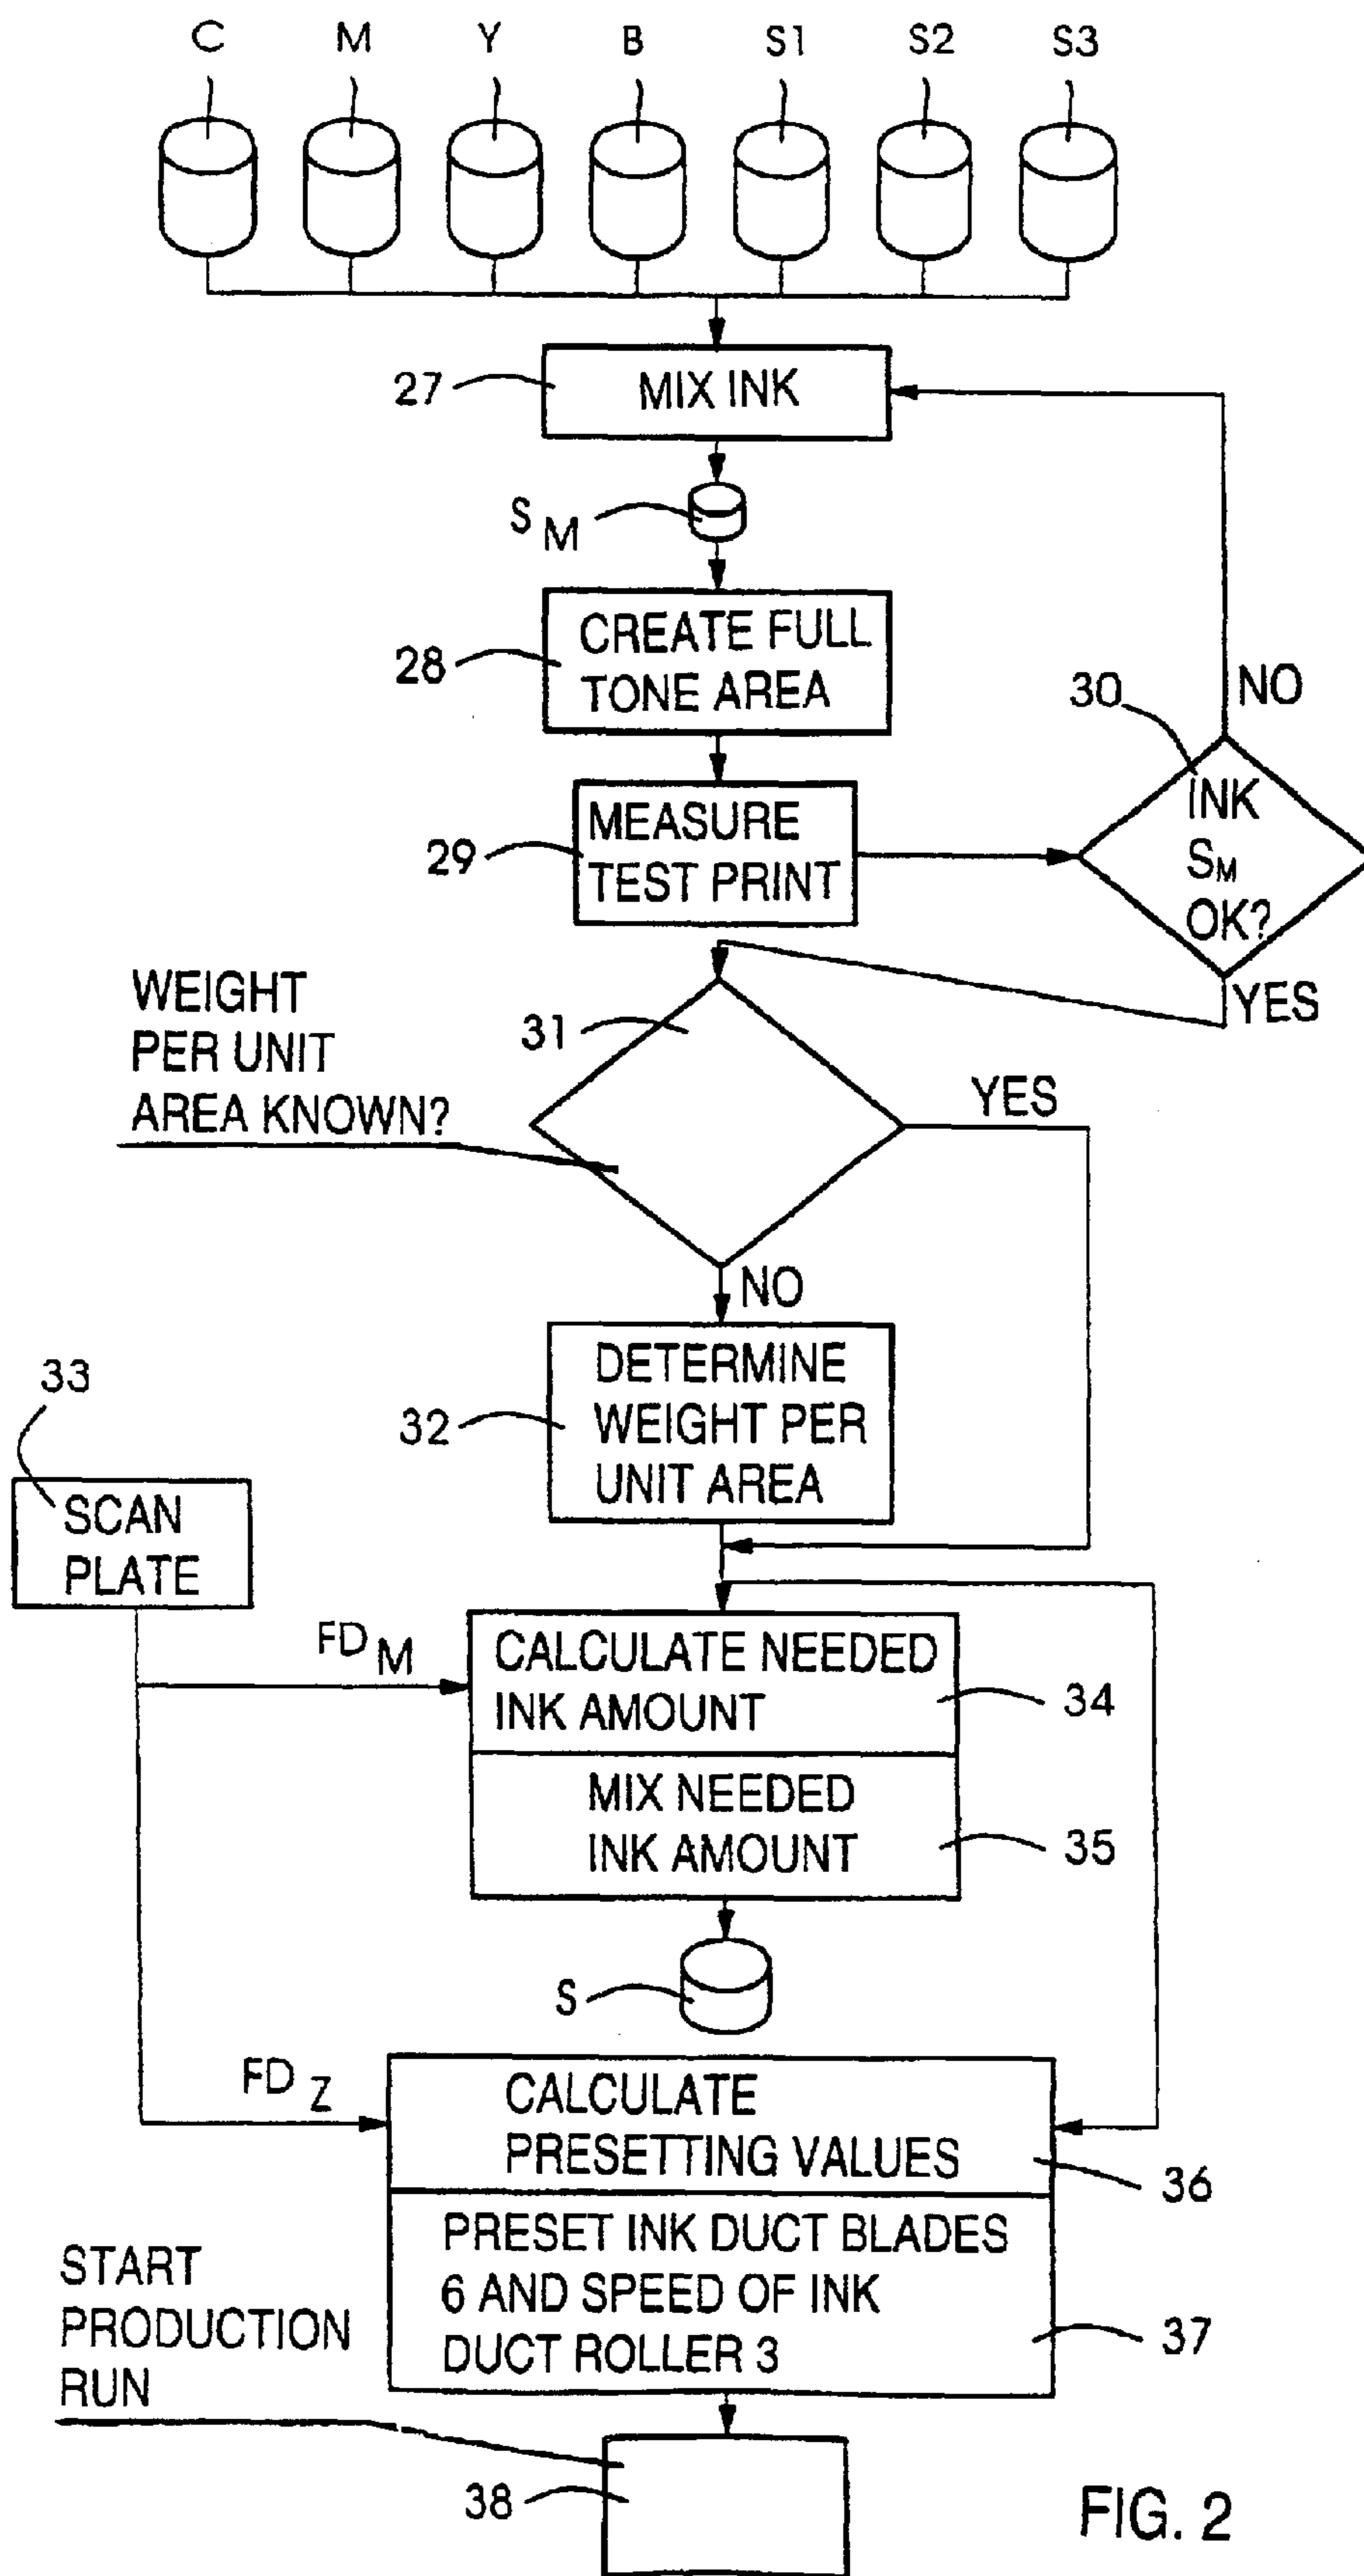 C M Y B S1 S2 S3
27
MIX INK
S M
28
CREATE FULL
TONE AREA
30
NO
29
MEASURE
TEST PRINT
INK
SM
OK?
YES
WEIGHT
PER UNIT
AREA KNOWN?
31
YES
NO
32
DETERMINE
WEIGHT PER
UNIT AREA
33
SCAN
PLATE
FD M
CALCULATE NEEDED
INK AMOUNT
34
MIX NEEDED
INK AMOUNT
35
S
FD Z
CALCULATE
PRESETTING VALUES
36
PRESET INK DUCT BLADES
6 AND SPEED OF INK
DUCT ROLLER 3
37
START
PRODUCTION
RUN
38
FIG. 2